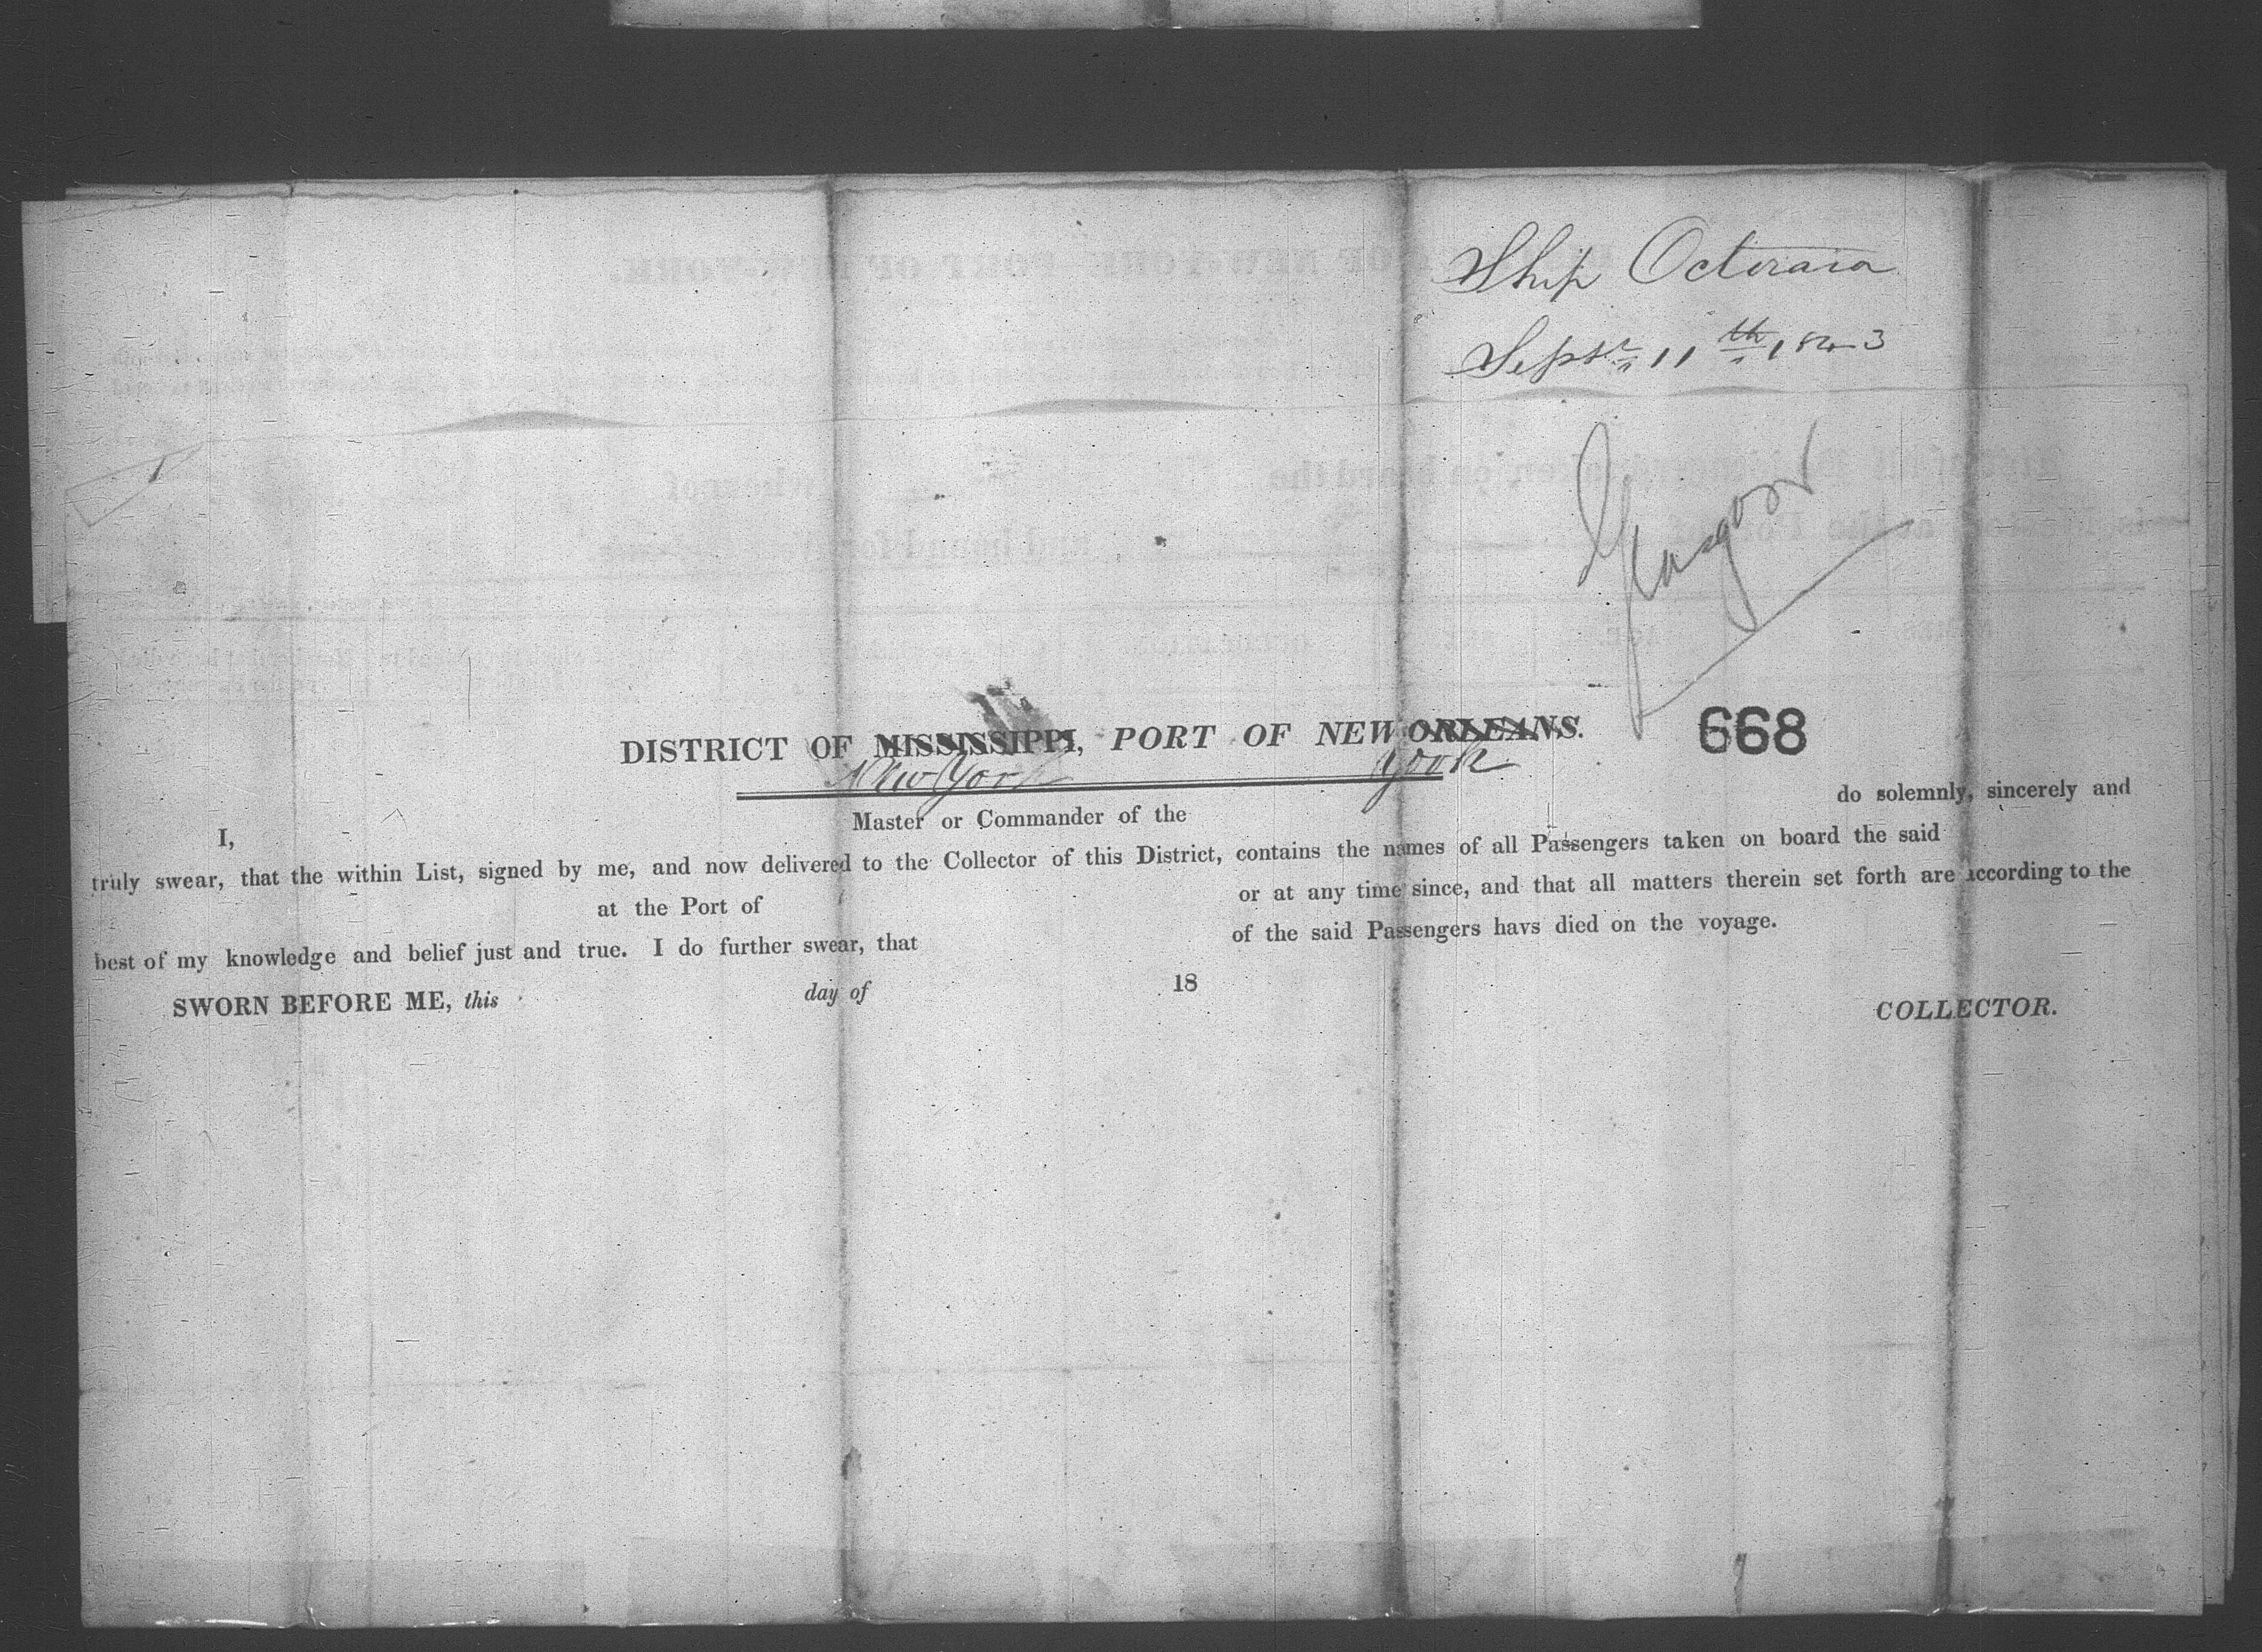 Ship Octorara
Septr 11th 1843
Glasgow
668
DISTRICT OF MISSISSIPPI, PORT OF NEW ORLEANS.
New York York
I, Master or Commander of the do solemnly, sincerely and
truly swear, that the within List, signed by me, and now delivered to the Collector of this District, contains the names of all Passengers taken on board the said
at the Port of or at any time since, and that all matters therein set forth are according to the
best of my knowledge and belief just and true. I do further swear, that of the said Passengers havs died on the voyage.
SWORN BEFORE ME, this day of 18
COLLECTOR.